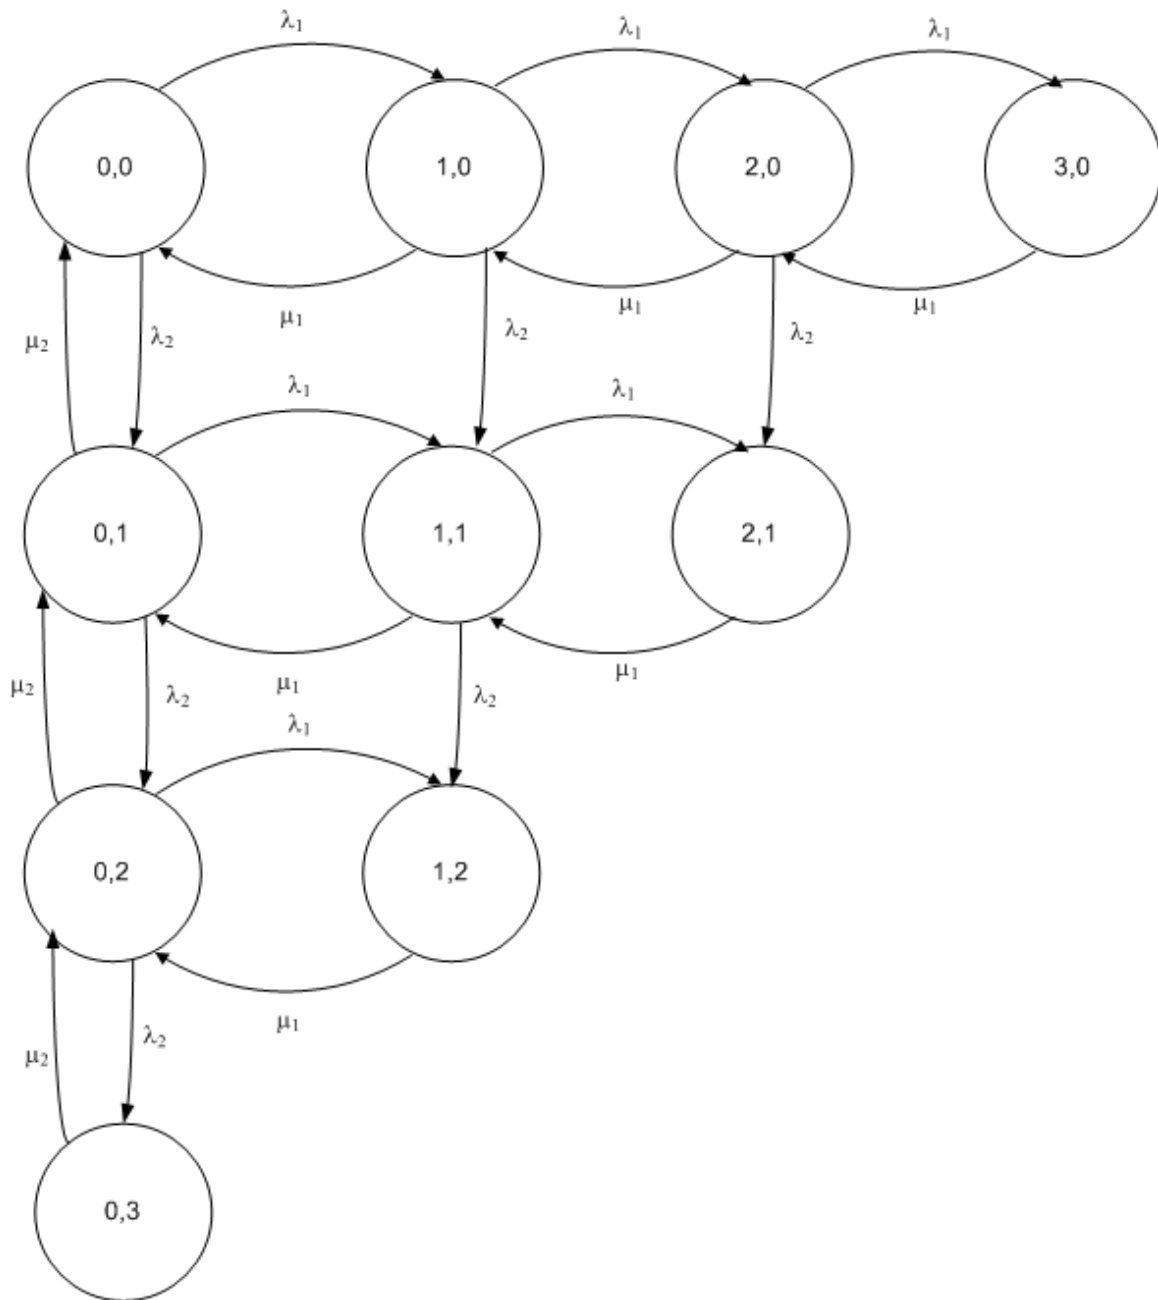 λ₁
λ₁ λ₁
0,0 1,0 2,0 3,0
μ₁ μ₁ μ₁
μ₂ λ₂ λ₂ λ₂
λ₁ λ₁
0,1 1,1 2,1
μ₁ μ₁
μ₂ λ₂ λ₂
λ₁
0,2 1,2
μ₁
μ₂ λ₂
0,3